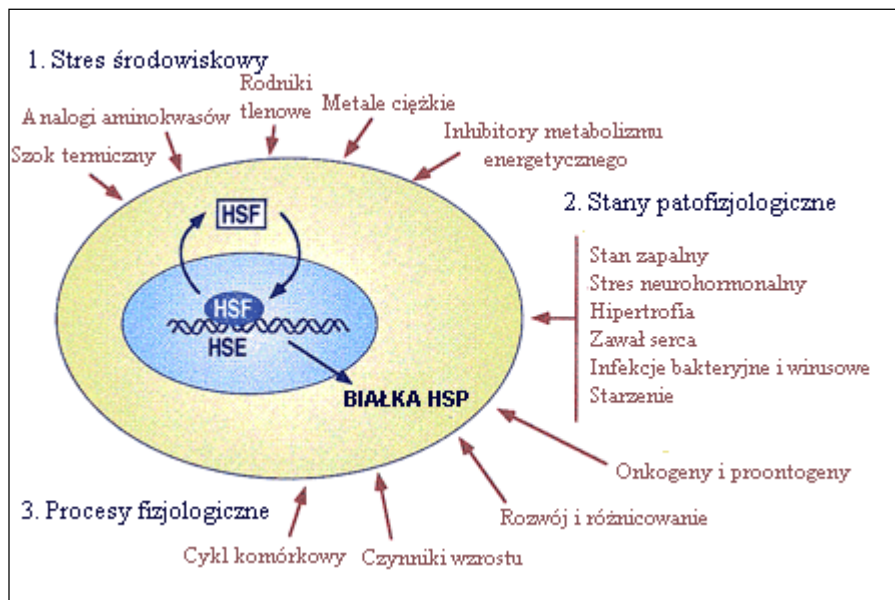 1. Stres środowiskowy
Rodniki
tlenowe
Metale ciężkie
Analogi aminokwasów
Inhibitory metabolizmu
energetycznego
Szok termiczny
2. Stany patofizjologiczne
HSF
Stan zapalny
Stres neurohormonalny
Hipertrofia
Zawał serca
Infekcje bakteryjne i wirusowe
Starzenie
HSF
HSE
BIAŁKA HSP
Onkogeny i proontogeny
3. Procesy fizjologiczne
Rozwój i różnicowanie
Cykl komórkowy
Czynniki wzrostu